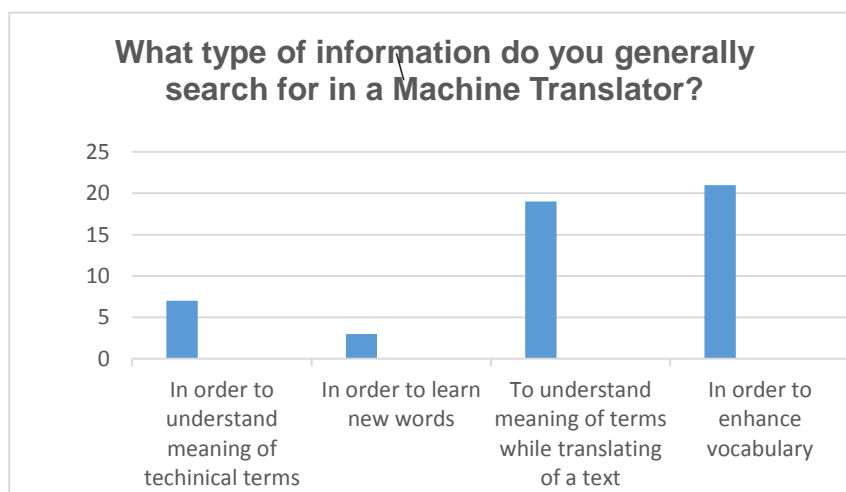 What type of information do you generally
search for in a Machine Translator?
25
20
15
10
5
0
In order to
understand
meaning of
techinical terms
In order to learn
new words
To understand
meaning of terms
while translating
of a text
In order to
enhance
vocabulary